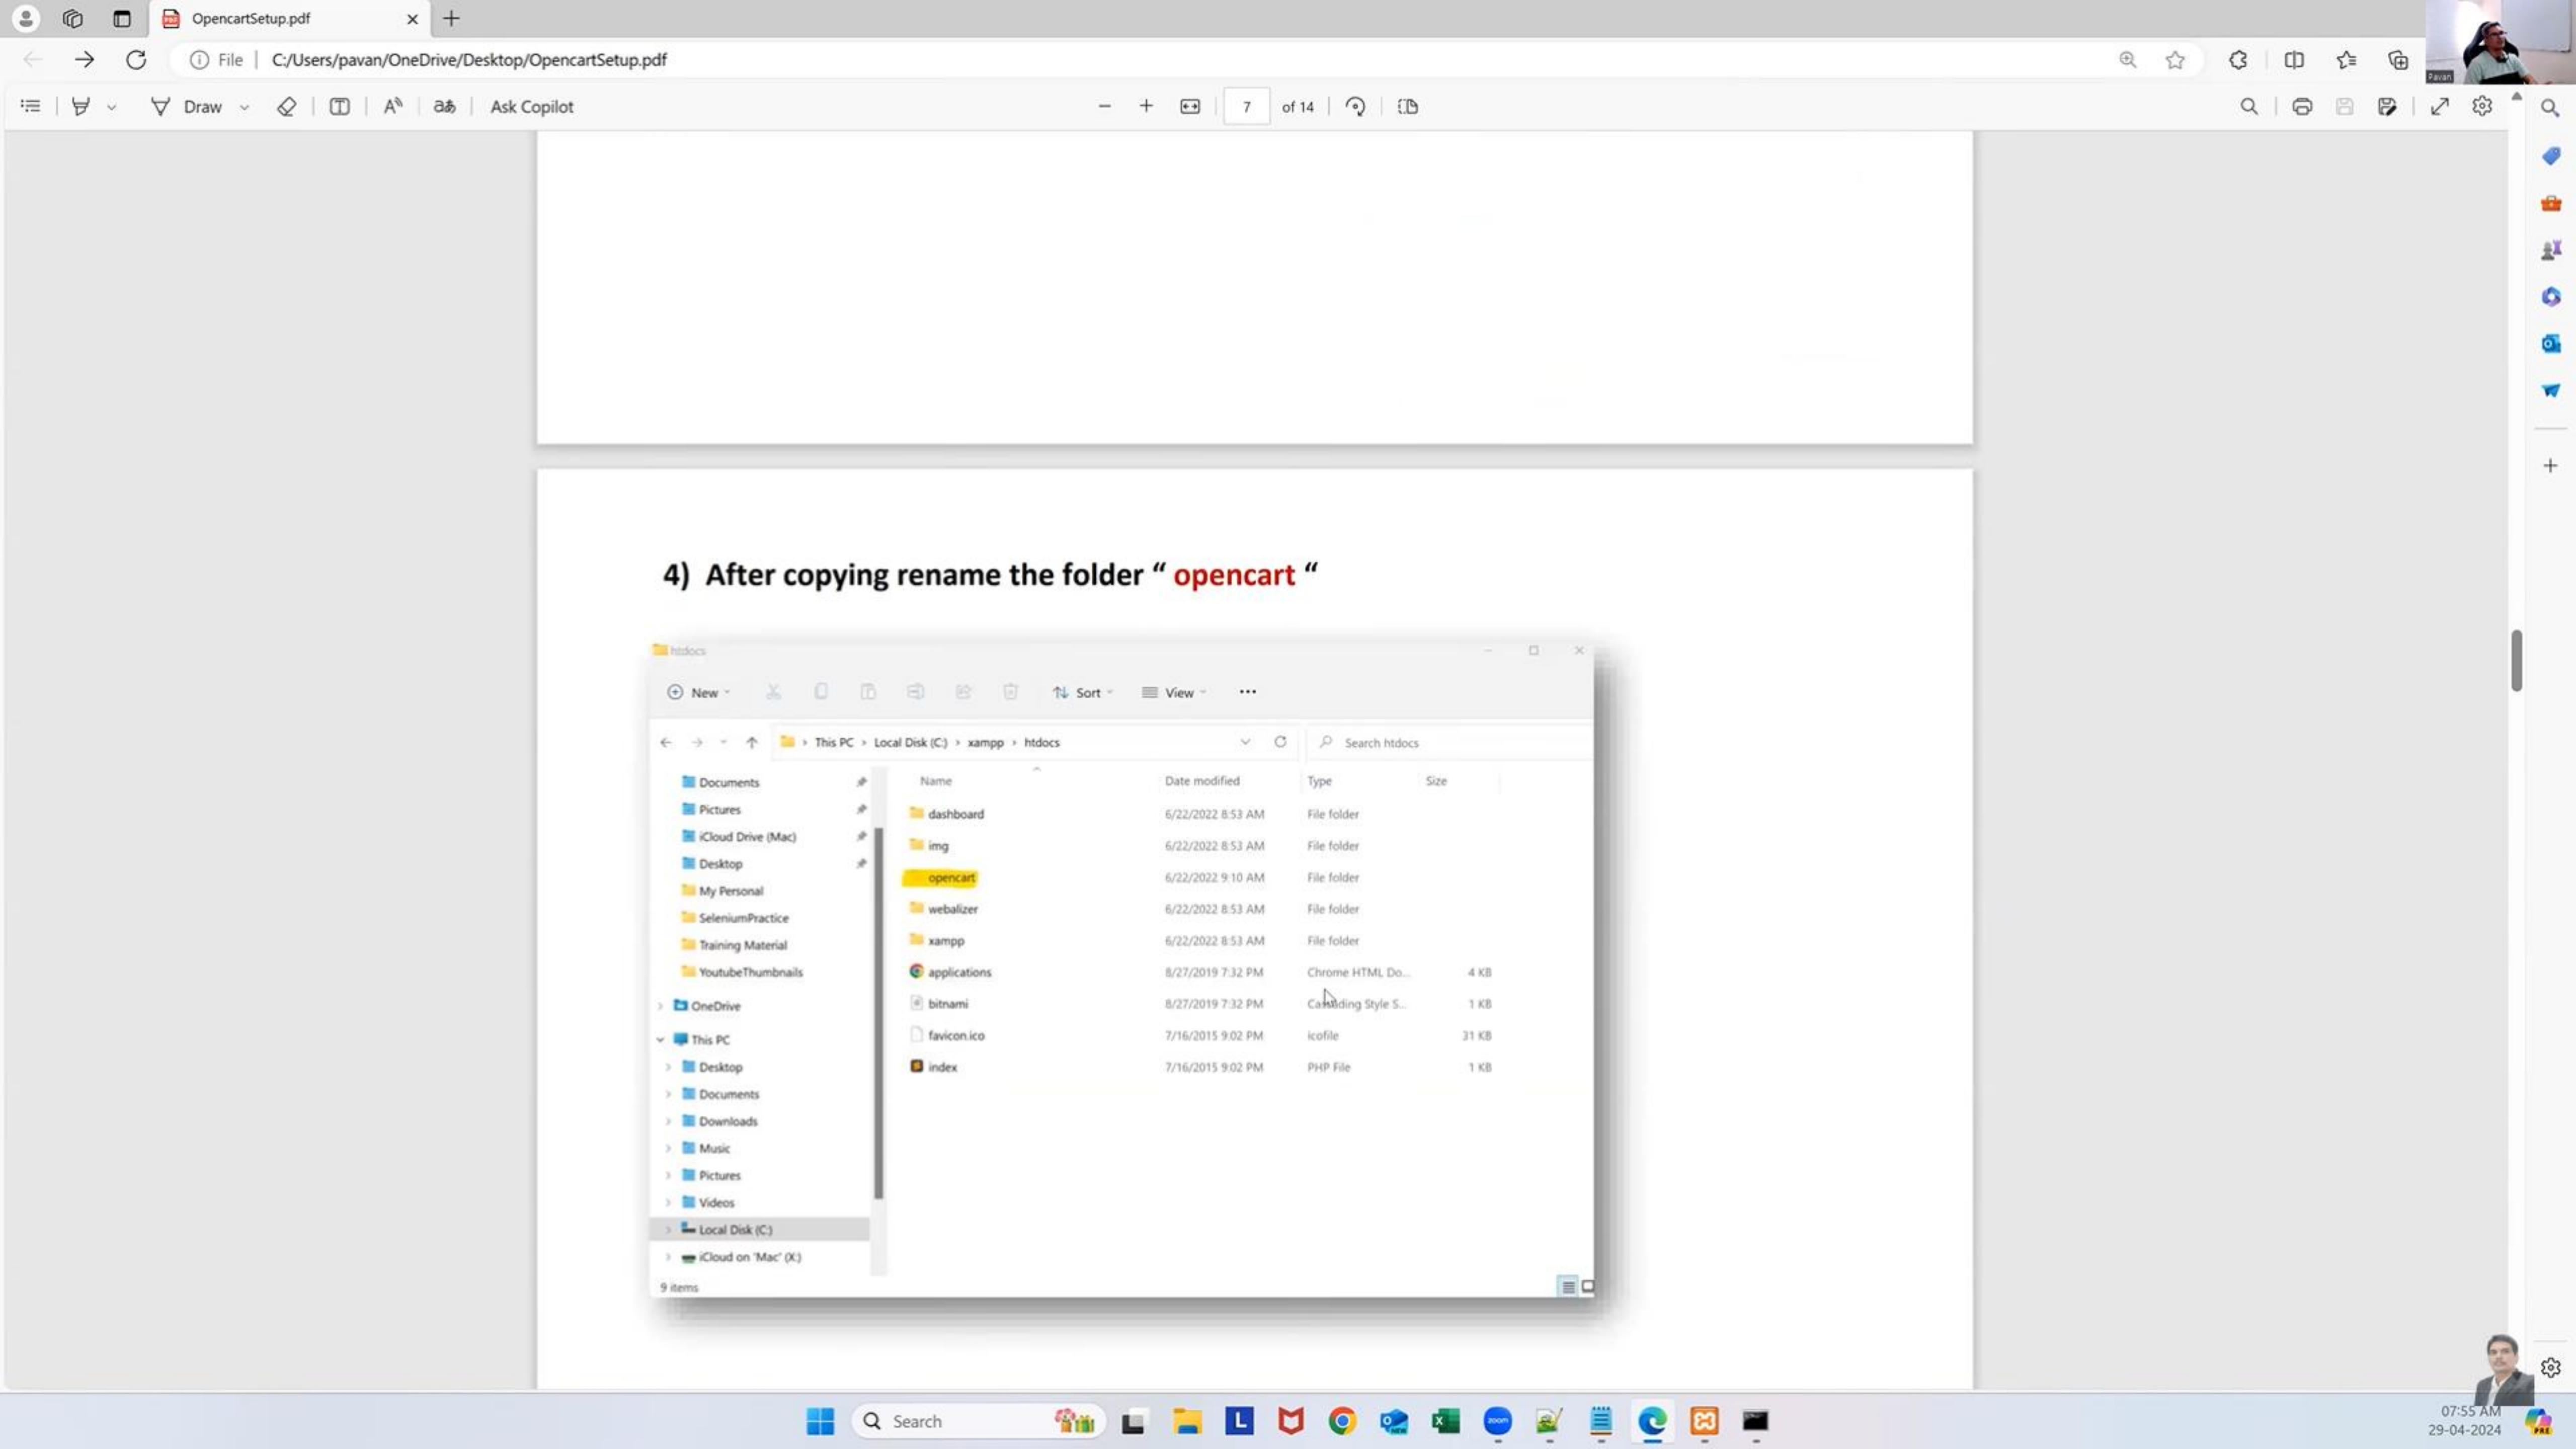 OpencartSetup.pdf
File
C:/Users/pavan/OneDrive/Desktop/OpencartSetup.pdf
Pavan
Draw
Ask Copilot
7 of 14
4) After copying rename the folder “ opencart “
htdocs
New Sort View
This PC > Local Disk (C:) > xampp > htdocs
Search htdocs
Name Date modified Type Size
Documents
Pictures
iCloud Drive (Mac)
Desktop
My Personal
SeleniumPractice
Training Material
YoutubeThumbnails
OneDrive
This PC
Desktop
Documents
Downloads
Music
Pictures
Videos
Local Disk (C:)
iCloud on 'Mac' (X:)
dashboard 6/22/2022 8:53 AM File folder
img 6/22/2022 8:53 AM File folder
opencart 6/22/2022 9:10 AM File folder
webalizer 6/22/2022 8:53 AM File folder
xampp 6/22/2022 8:53 AM File folder
applications 8/27/2019 7:32 PM Chrome HTML Do... 4 KB
bitnami 8/27/2019 7:32 PM Cascading Style S... 1 KB
favicon.ico 7/16/2015 9:02 PM icofile 31 KB
index 7/16/2015 9:02 PM PHP File 1 KB
9 items
Search
zoom
07:55 AM
29-04-2024